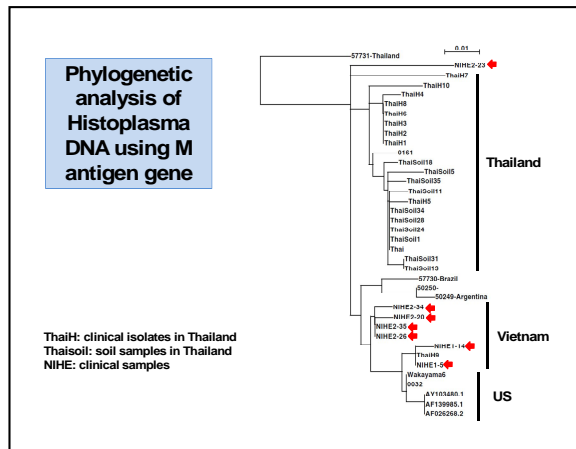 Phylogenetic
analysis of
Histoplasma
DNA using M
antigen gene
ThaiH: clinical isolates in Thailand
Thaisoil: soil samples in Thailand
NIHE: clinical samples
0.01
57731-Thailand
NIHE2-23
ThaiH7
ThaiH10
ThaiH4
ThaiH8
ThaiH6
ThaiH3
ThaiH2
ThaiH1
0161
ThaiSoil18
ThaiSoil5
ThaiSoil35
ThaiSoil11
ThaiH5
ThaiSoil34
ThaiSoil28
ThaiSoil24
ThaiSoil1
Thai
ThaiSoil31
ThaiSoil13
57730-Brazil
50250-
50249-Argentina
NIHE2-34
NIHE2-20
NIHE2-35
NIHE2-26
NIHE1-14
ThaiH9
NIHE1-5
Wakayama6
0032
AY103480.1
AF139985.1
AF026268.2
Thailand
Vietnam
US